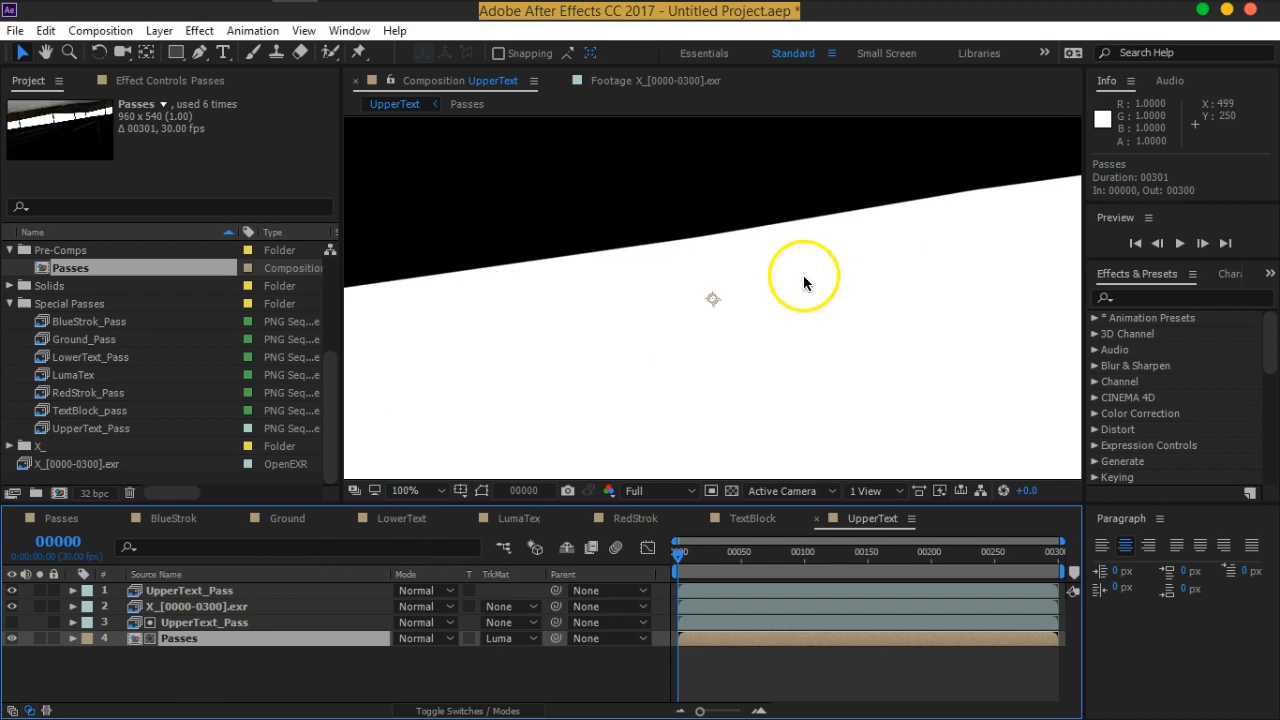 Adobe After Effects CC 2017 - Untitled Project.aep *
File Edit Composition Layer Effect Animation View Window Help
Snapping Essentials Standard Small Screen Libraries Search Help
Project Effect Controls Passes
Composition UpperText Footage X_[0000-0300].exr
Info Audio
UpperText Passes
Passes , used 6 times
960 x 540 (1.00)
Δ 00301, 30.00 fps
R : 1.0000
G : 1.0000
B : 1.0000
A : 1.0000
X : 499
Y : 250
Passes
Duration: 00301
In: 00000, Out: 00300
Preview
Effects & Presets Chara
Name Type S
Pre-Comps Folder
Passes Compositio
Solids Folder
Special Passes Folder
BlueStrok_Pass PNG Seq...e
Ground_Pass PNG Seq...e
LowerText_Pass PNG Seq...e
LumaTex PNG Seq...e
RedStrok_Pass PNG Seq...e
TextBlock_pass PNG Seq...e
UpperText_Pass PNG Seq...e
X_ Folder
X_[0000-0300].exr OpenEXR
32 bpc
* Animation Presets
3D Channel
Audio
Blur & Sharpen
Channel
CINEMA 4D
Color Correction
Distort
Expression Controls
Generate
Keying
100% 00000 Full Active Camera 1 View +0.0
Passes BlueStrok Ground LowerText LumaTex RedStrok TextBlock UpperText
Paragraph
00000
0:00:00:00 (30.00 fps)
0000 00050 00100 00150 00200 00250 0030
# Source Name Mode T TrkMat Parent
1 UpperText_Pass Normal None
2 X_[0000-0300].exr Normal None None
3 UpperText_Pass Normal None None
4 Passes Normal Luma None
0 px 0 px 0 px
0 px 0 px
Toggle Switches / Modes